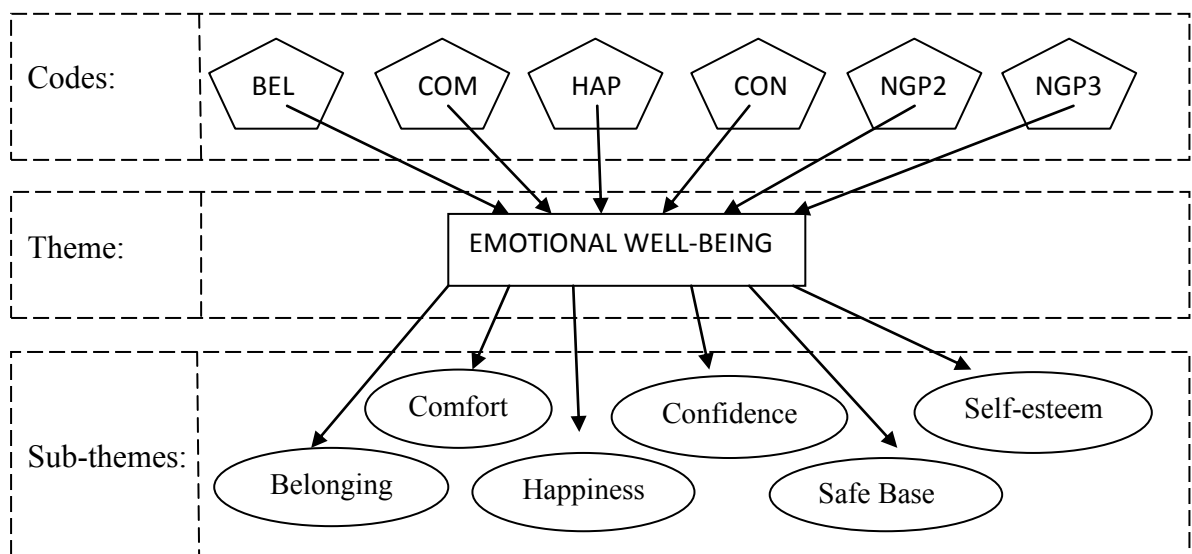 Codes:
BEL COM HAP CON NGP2 NGP3
Theme:
EMOTIONAL WELL-BEING
Sub-themes:
Comfort Confidence Self-esteem
Belonging Happiness Safe Base